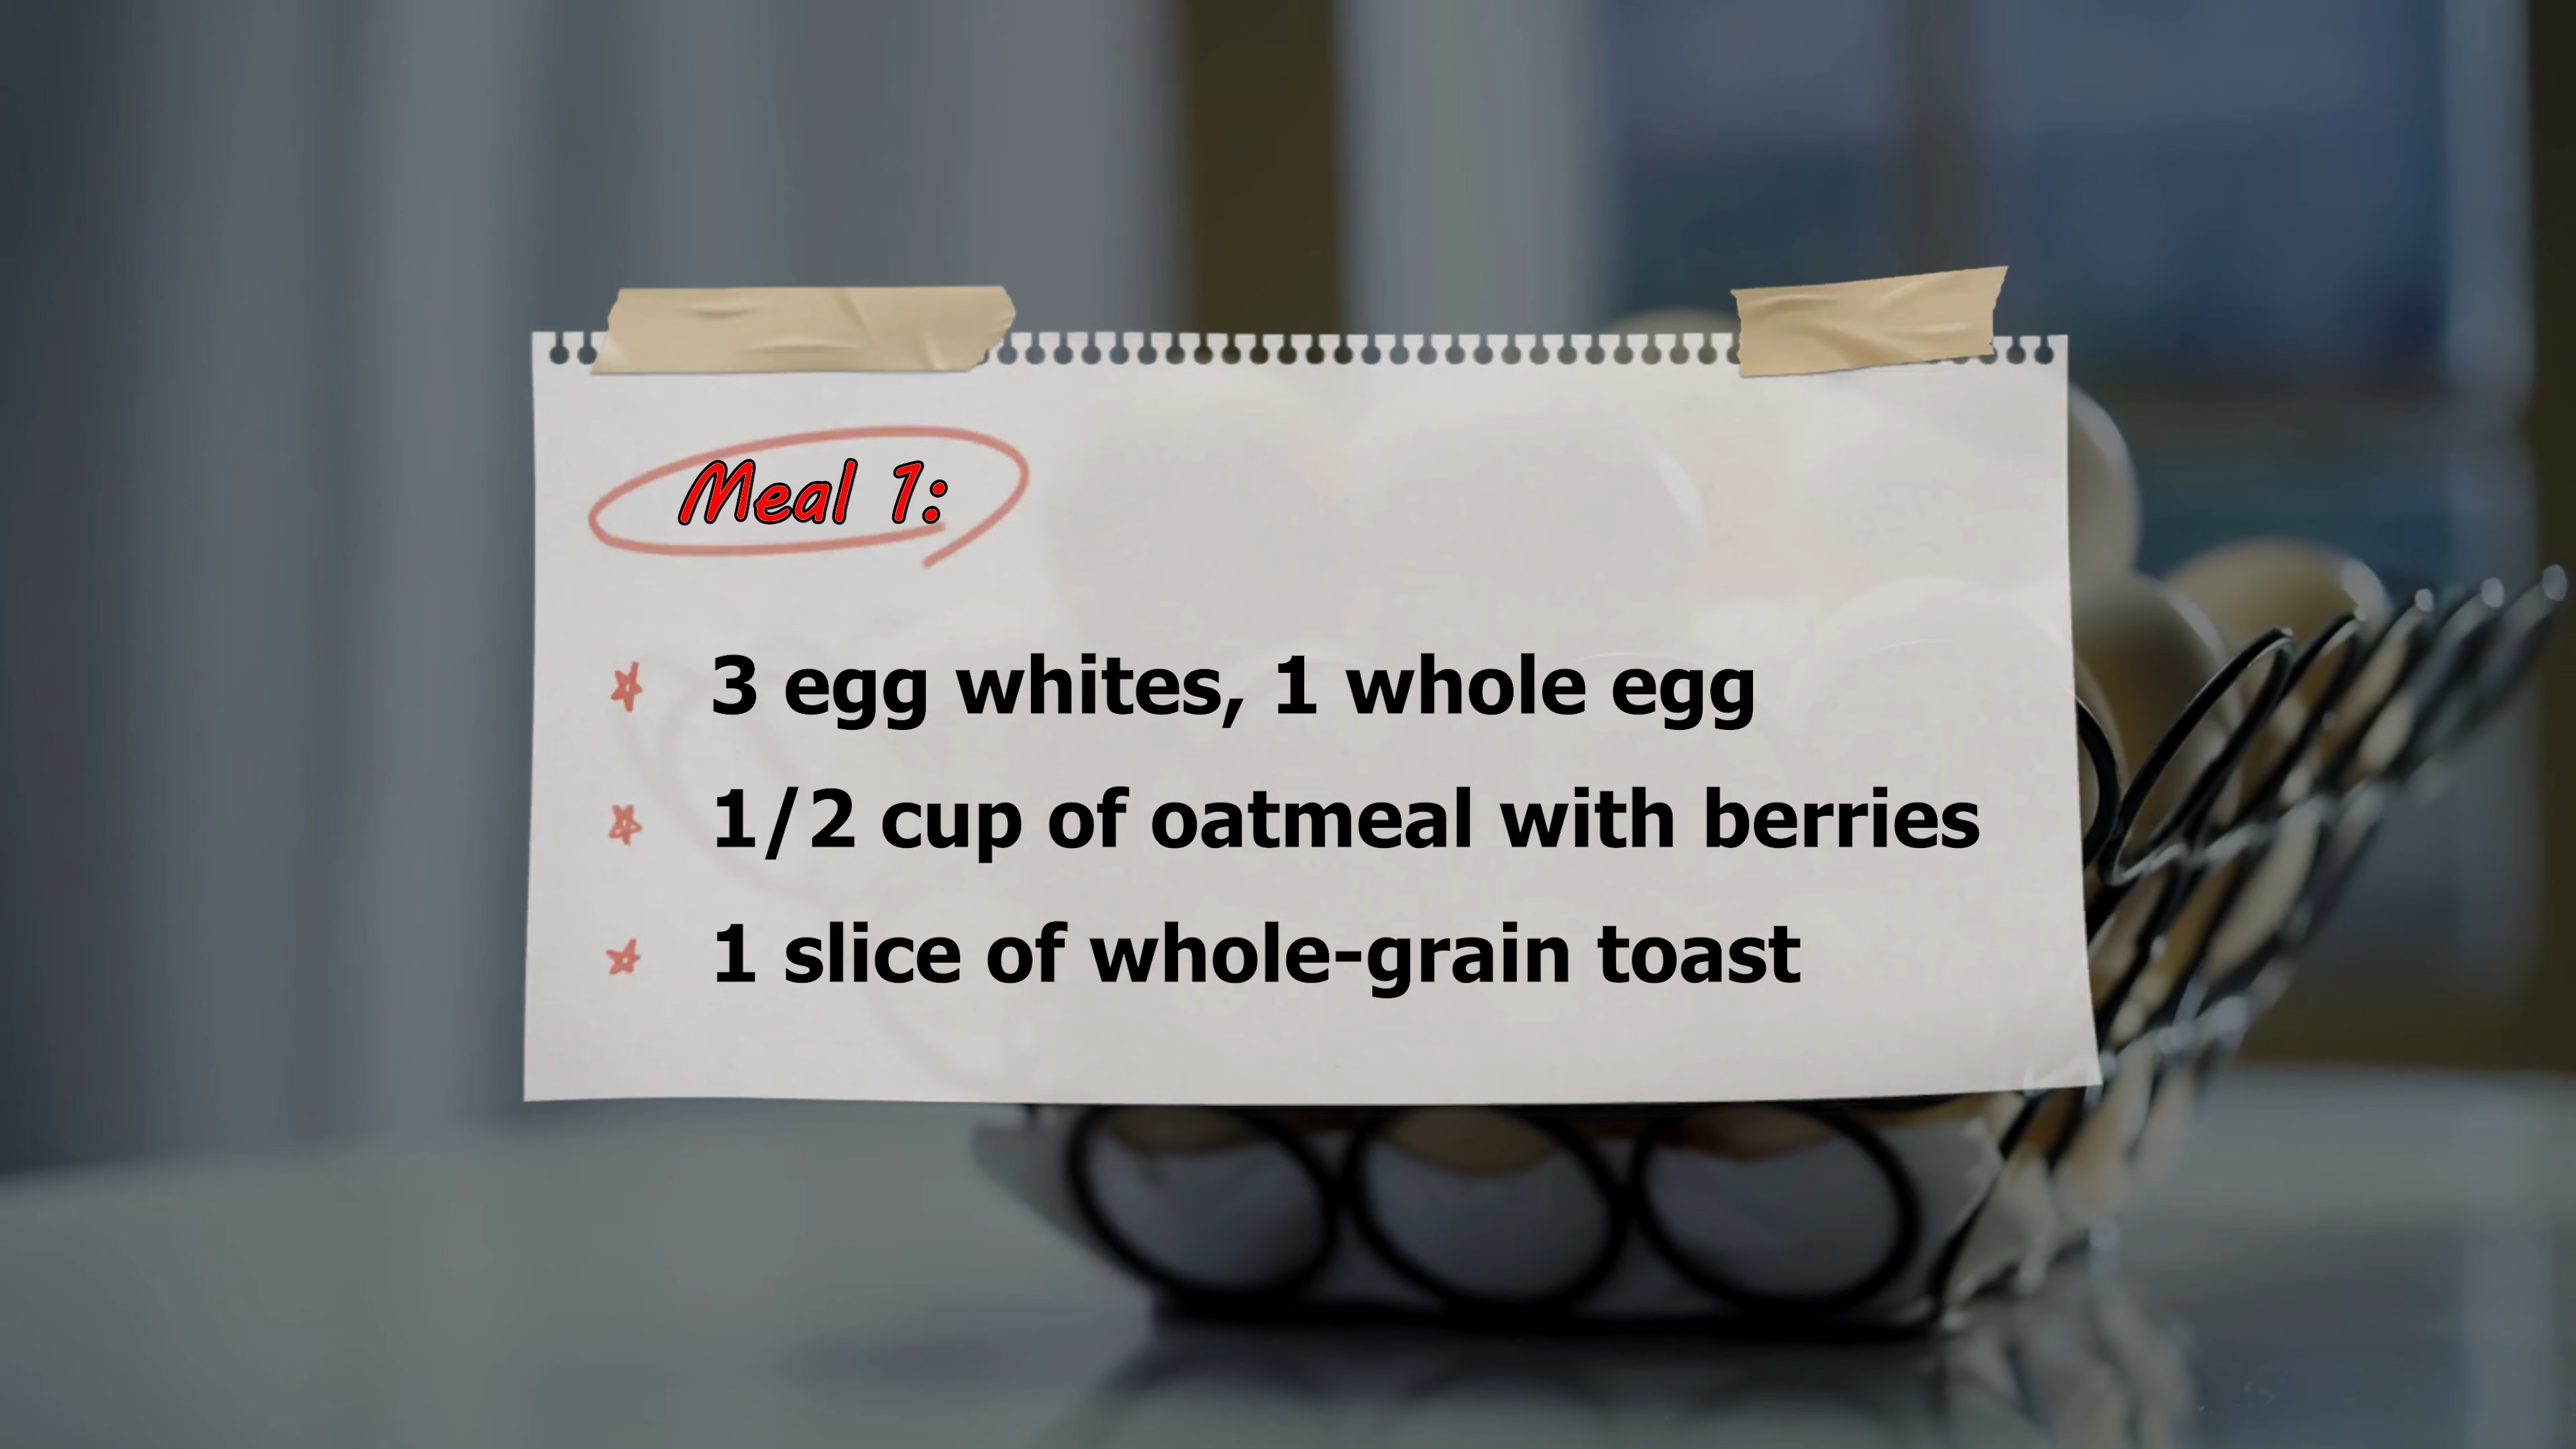 Meal 1:
3 egg whites, 1 whole egg
1/2 cup of oatmeal with berries
1 slice of whole-grain toast